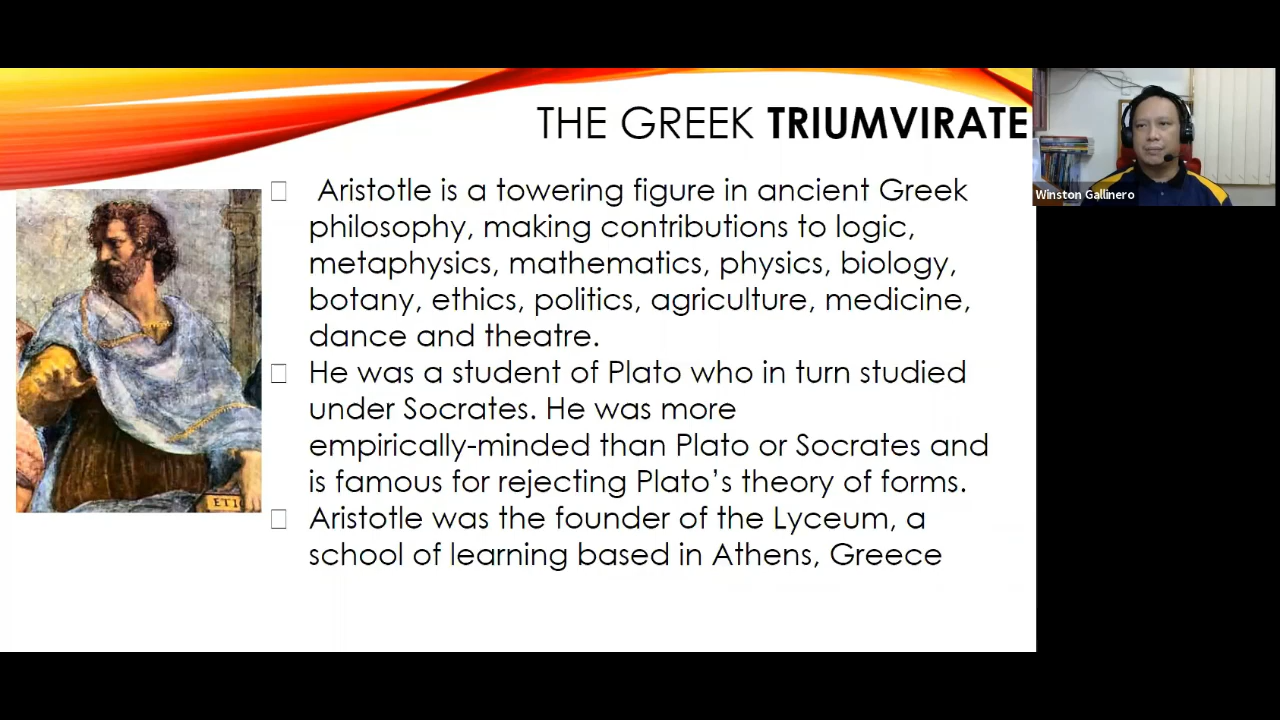 THE GREEK TRIUMVIRATE
Aristotle is a towering figure in ancient Greek
philosophy, making contributions to logic,
metaphysics, mathematics, physics, biology,
botany, ethics, politics, agriculture, medicine,
dance and theatre.
He was a student of Plato who in turn studied
under Socrates. He was more
empirically-minded than Plato or Socrates and
is famous for rejecting Plato’s theory of forms.
Aristotle was the founder of the Lyceum, a
school of learning based in Athens, Greece
ETI
Winston Gallinero